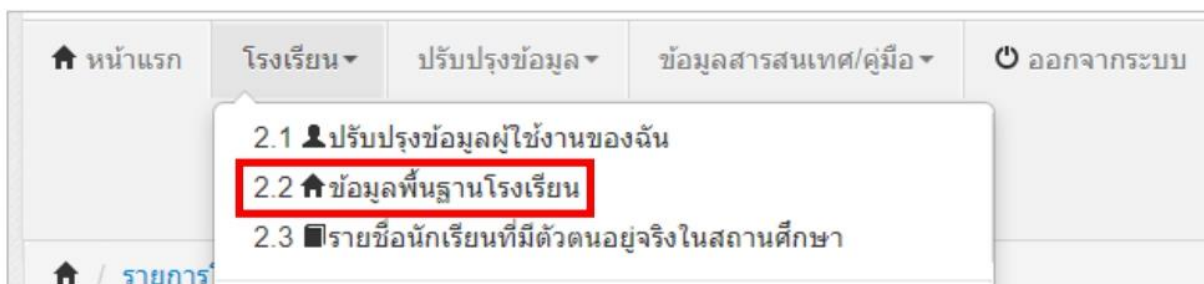 หน้าแรก โรงเรียน ปรับปรุงข้อมูล ข้อมูลสารสนเทศ/คู่มือ ออกจากระบบ
2.1 ปรับปรุงข้อมูลผู้ใช้งานของฉัน
2.2 ข้อมูลพื้นฐานโรงเรียน
2.3 รายชื่อนักเรียนที่มีตัวตนอยู่จริงในสถานศึกษา
/ รายการ